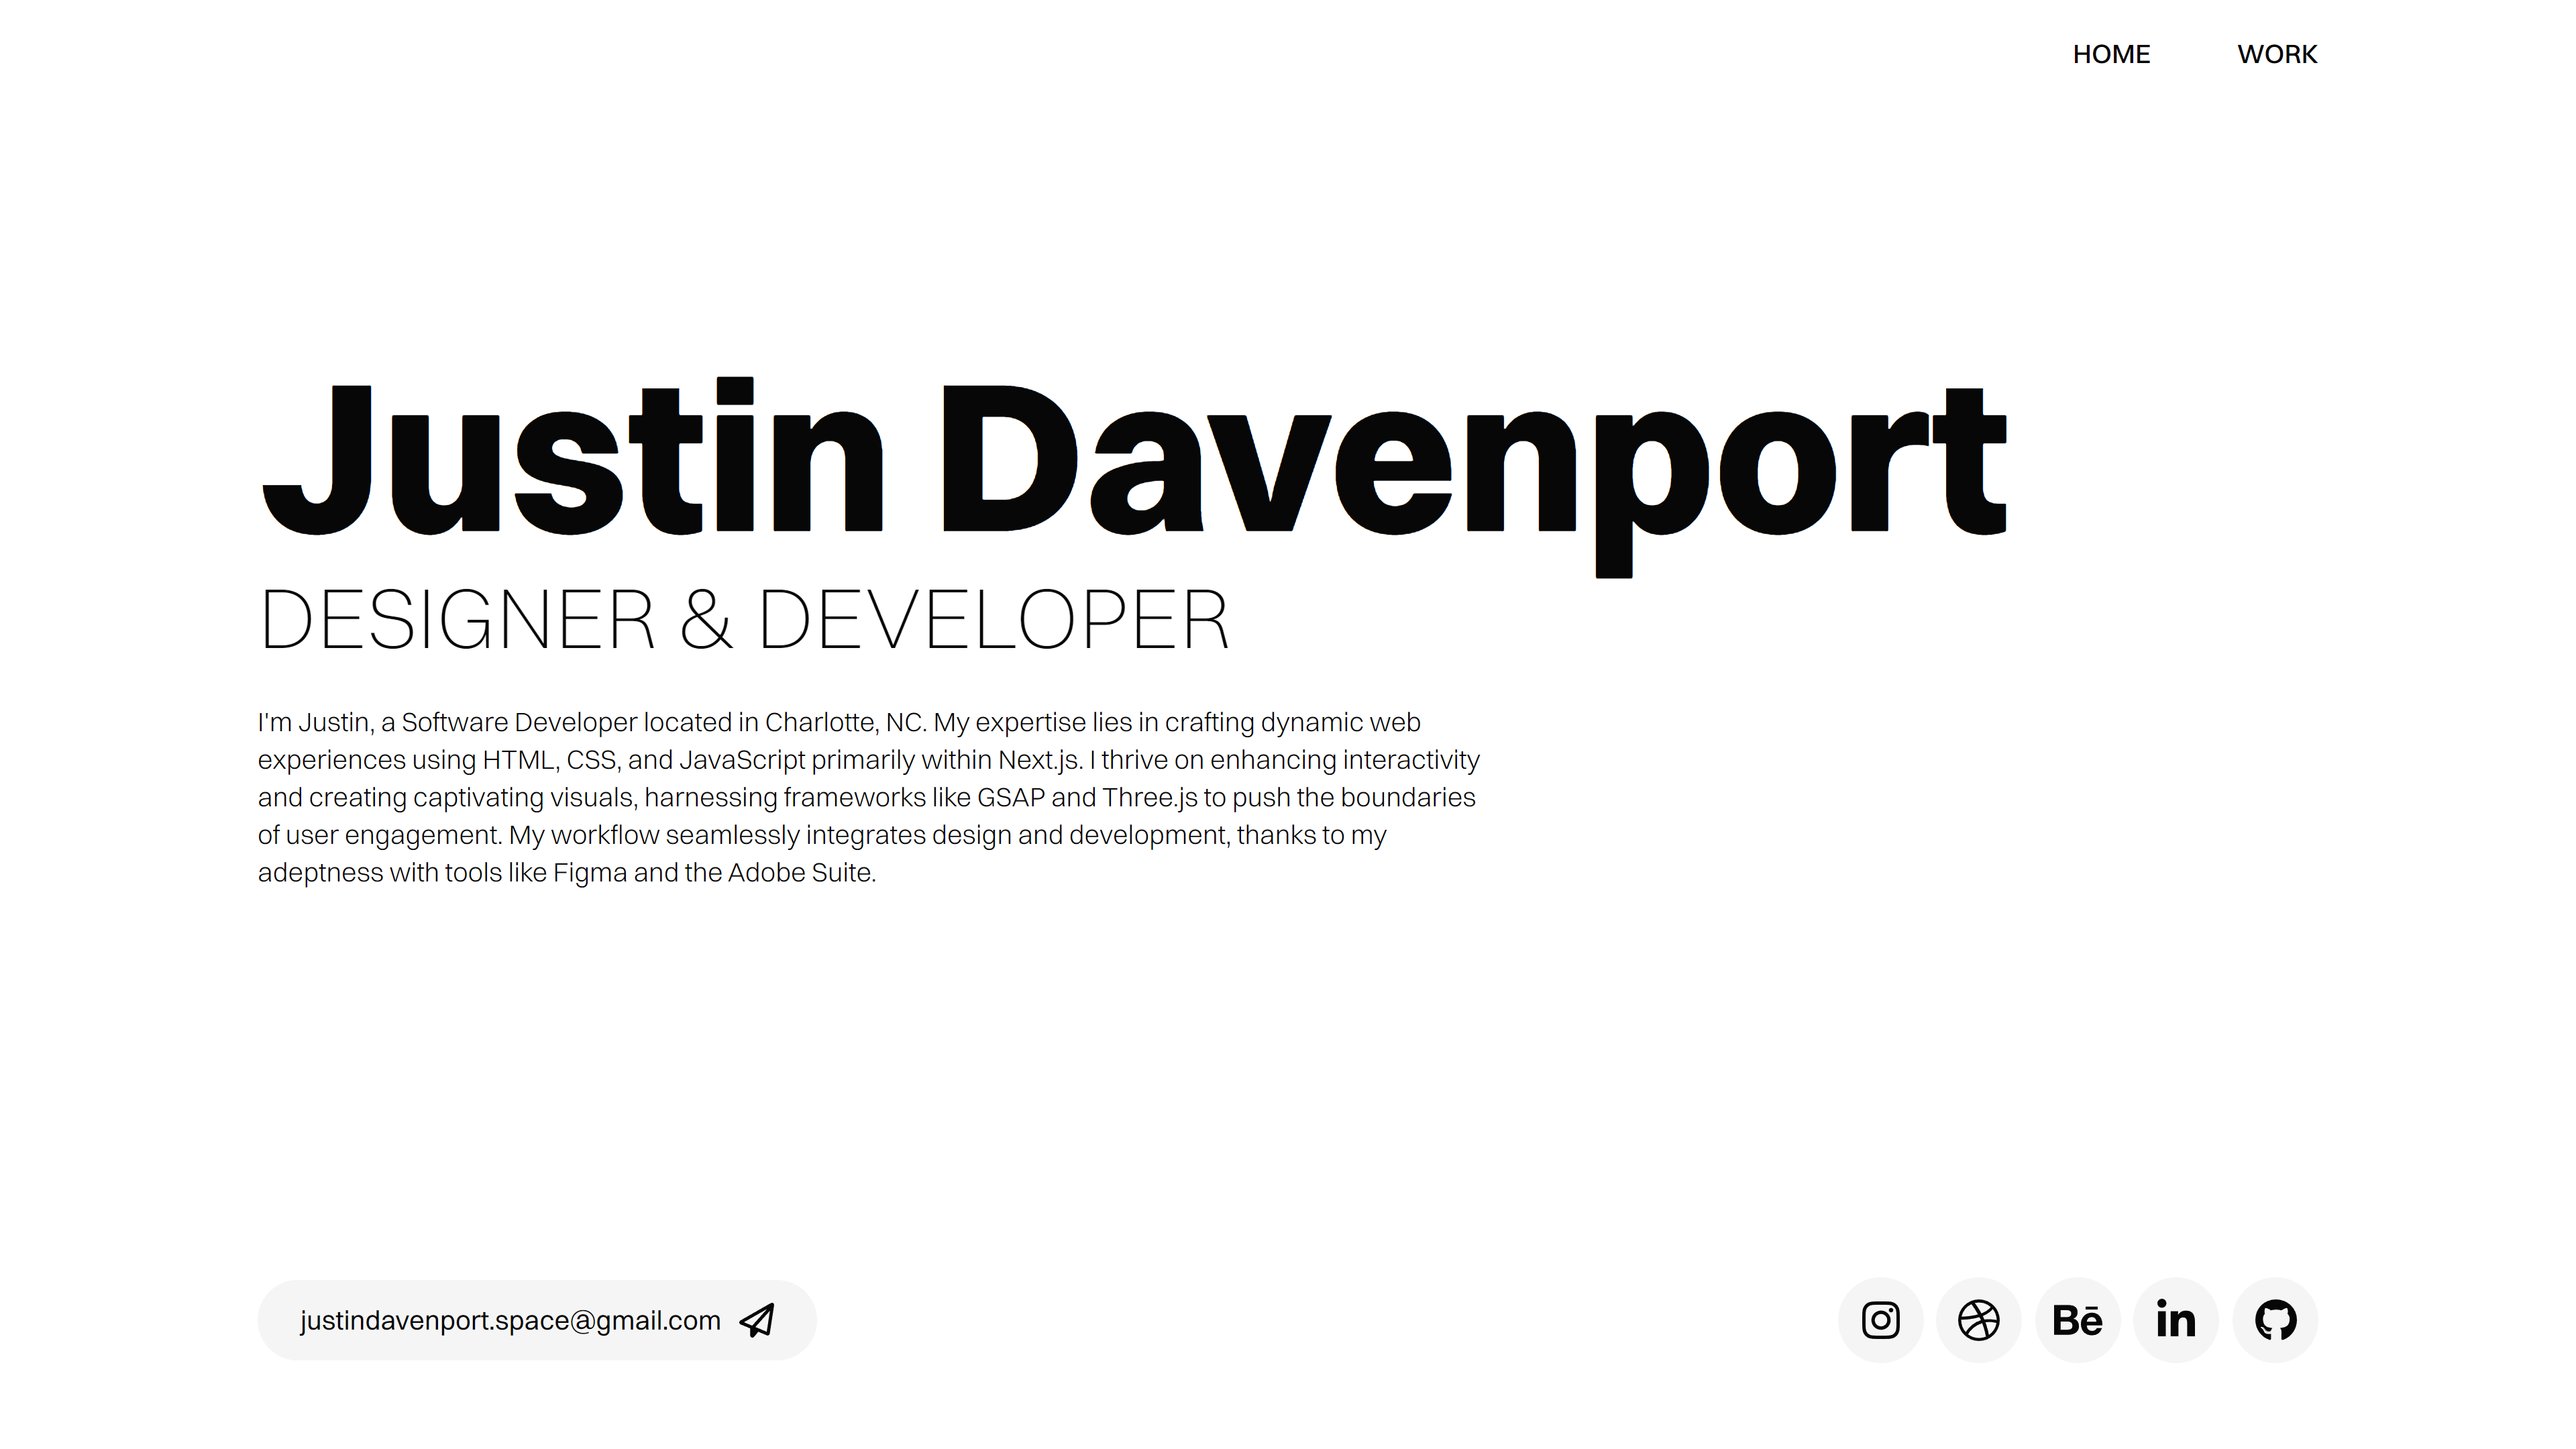 HOME WORK
Justin Davenport
DESIGNER & DEVELOPER
I'm Justin, a Software Developer located in Charlotte, NC. My expertise lies in crafting dynamic web
experiences using HTML, CSS, and JavaScript primarily within Next.js. I thrive on enhancing interactivity
and creating captivating visuals, harnessing frameworks like GSAP and Three.js to push the boundaries
of user engagement. My workflow seamlessly integrates design and development, thanks to my
adeptness with tools like Figma and the Adobe Suite.
justindavenport.space@gmail.com
Bē in